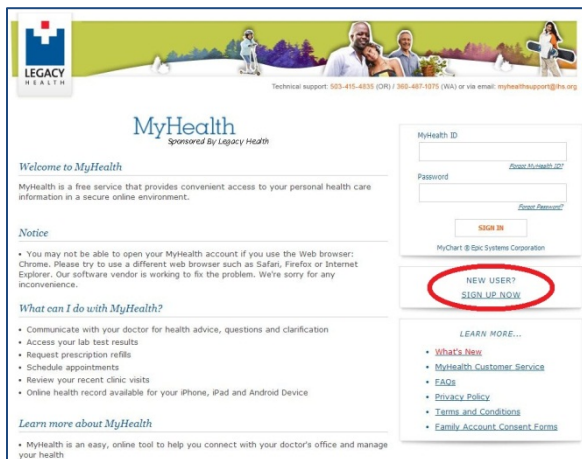 LEGACY
HEALTH
Technical support: 503-415-4835 (OR) / 360-487-1075 (WA) or via email: myhealthsupport@lhs.org
MyHealth
Sponsored By Legacy Health
Welcome to MyHealth
MyHealth is a free service that provides convenient access to your personal health care
information in a secure online environment.
Notice
• You may not be able to open your MyHealth account if you use the Web browser:
Chrome. Please try to use a different web browser such as Safari, Firefox or Internet
Explorer. Our software vendor is working to fix the problem. We're sorry for any
inconvenience.
What can I do with MyHealth?
• Communicate with your doctor for health advice, questions and clarification
• Access your lab test results
• Request prescription refills
• Schedule appointments
• Review your recent clinic visits
• Online health record available for your iPhone, iPad and Android Device
Learn more about MyHealth
• MyHealth is an easy, online tool to help you connect with your doctor's office and manage
your health
MyHealth ID
Forgot MyHealth ID?
Password
Forgot Password?
SIGN IN
MyChart ® Epic Systems Corporation
NEW USER?
SIGN UP NOW
LEARN MORE...
• What's New
• MyHealth Customer Service
• FAQs
• Privacy Policy
• Terms and Conditions
• Family Account Consent Forms